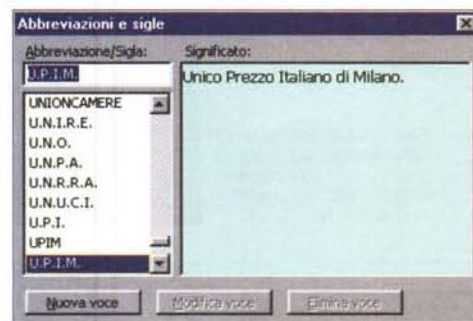 Abbreviazioni e sigle
Abbreviazione/Sigla:
Significato:
U.P.I.M.
Unico Prezzo Italiano di Milano.
UNIONCAMERE
U.N.I.R.E.
U.N.O.
U.N.P.A.
U.N.R.R.A.
U.N.U.C.I.
U.P.I.
UPIM
U.P.I.M.
Nuova voce
Modifica voce
Elimina voce